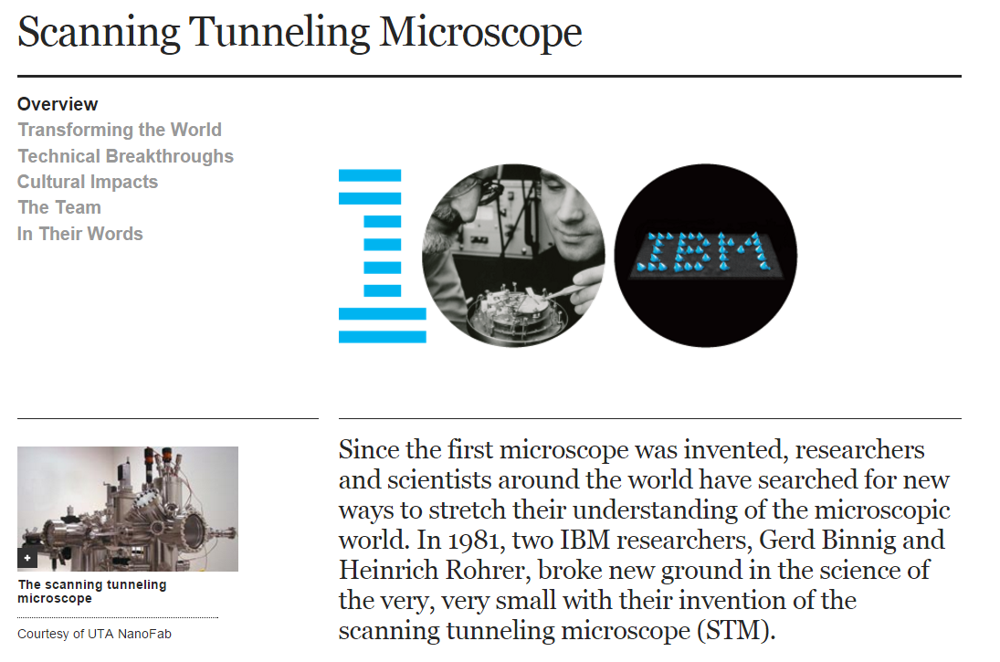 Scanning Tunneling Microscope
Overview
Transforming the World
Technical Breakthroughs
Cultural Impacts
The Team
In Their Words
100
IBM
The scanning tunneling
microscope
Courtesy of UTA NanoFab
Since the first microscope was invented, researchers
and scientists around the world have searched for new
ways to stretch their understanding of the microscopic
world. In 1981, two IBM researchers, Gerd Binnig and
Heinrich Rohrer, broke new ground in the science of
the very, very small with their invention of the
scanning tunneling microscope (STM).